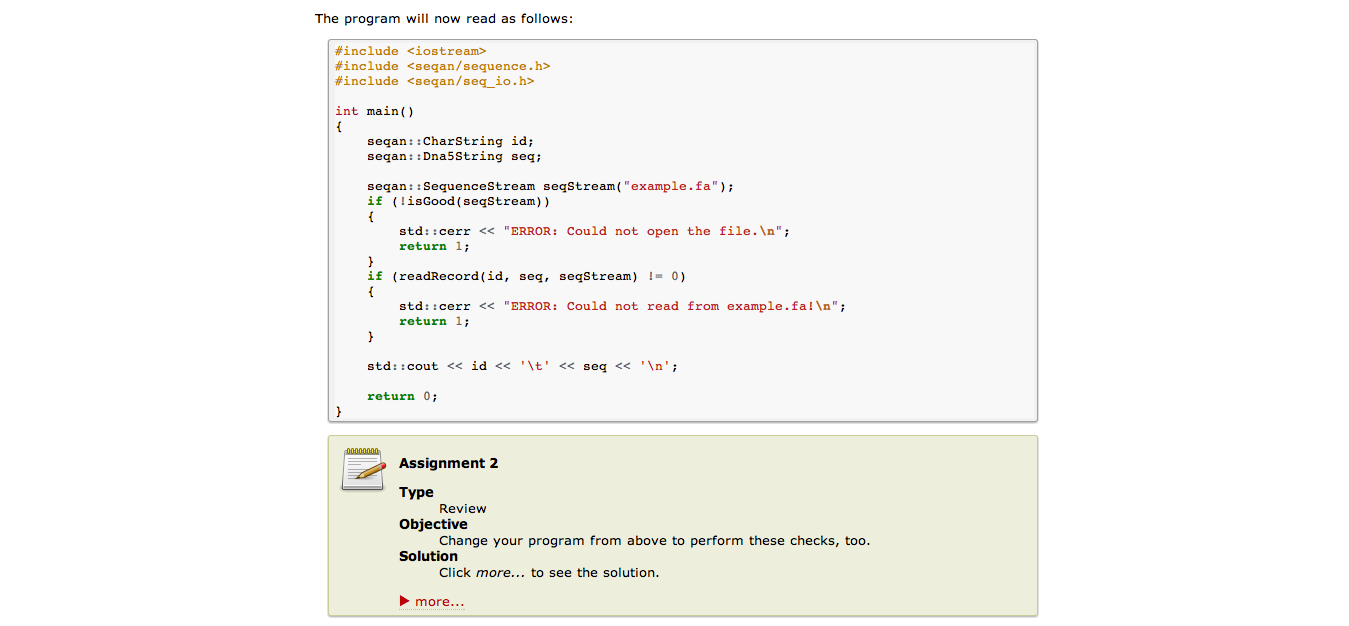 The program will now read as follows:
#include <iostream>
#include <seqan/sequence.h>
#include <seqan/seq_io.h>
int main()
{
    seqan::CharString id;
    seqan::Dna5String seq;
    seqan::SequenceStream seqStream("example.fa");
    if (!isGood(seqStream))
    {
        std::cerr << "ERROR: Could not open the file.\n";
        return 1;
    }
    if (readRecord(id, seq, seqStream) != 0)
    {
        std::cerr << "ERROR: Could not read from example.fa!\n";
        return 1;
    }
    std::cout << id << '\t' << seq << '\n';
    return 0;
}
Assignment 2
Type
Review
Objective
Change your program from above to perform these checks, too.
Solution
Click more... to see the solution.
more...